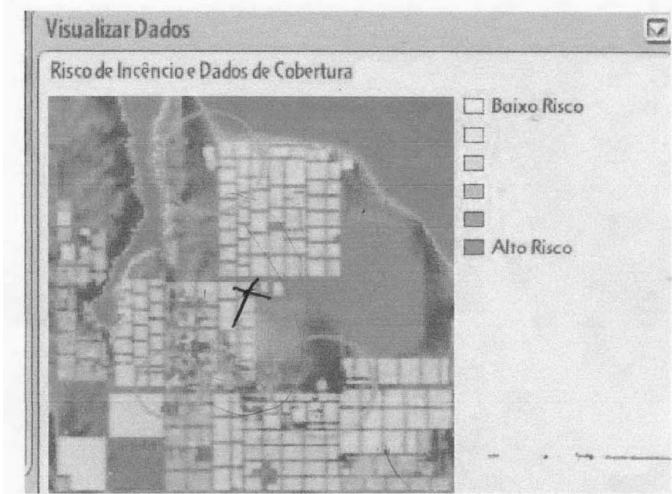 Visualizar Dados
Risco de Incêncio e Dados de Cobertura
Baixo Risco
Alto Risco